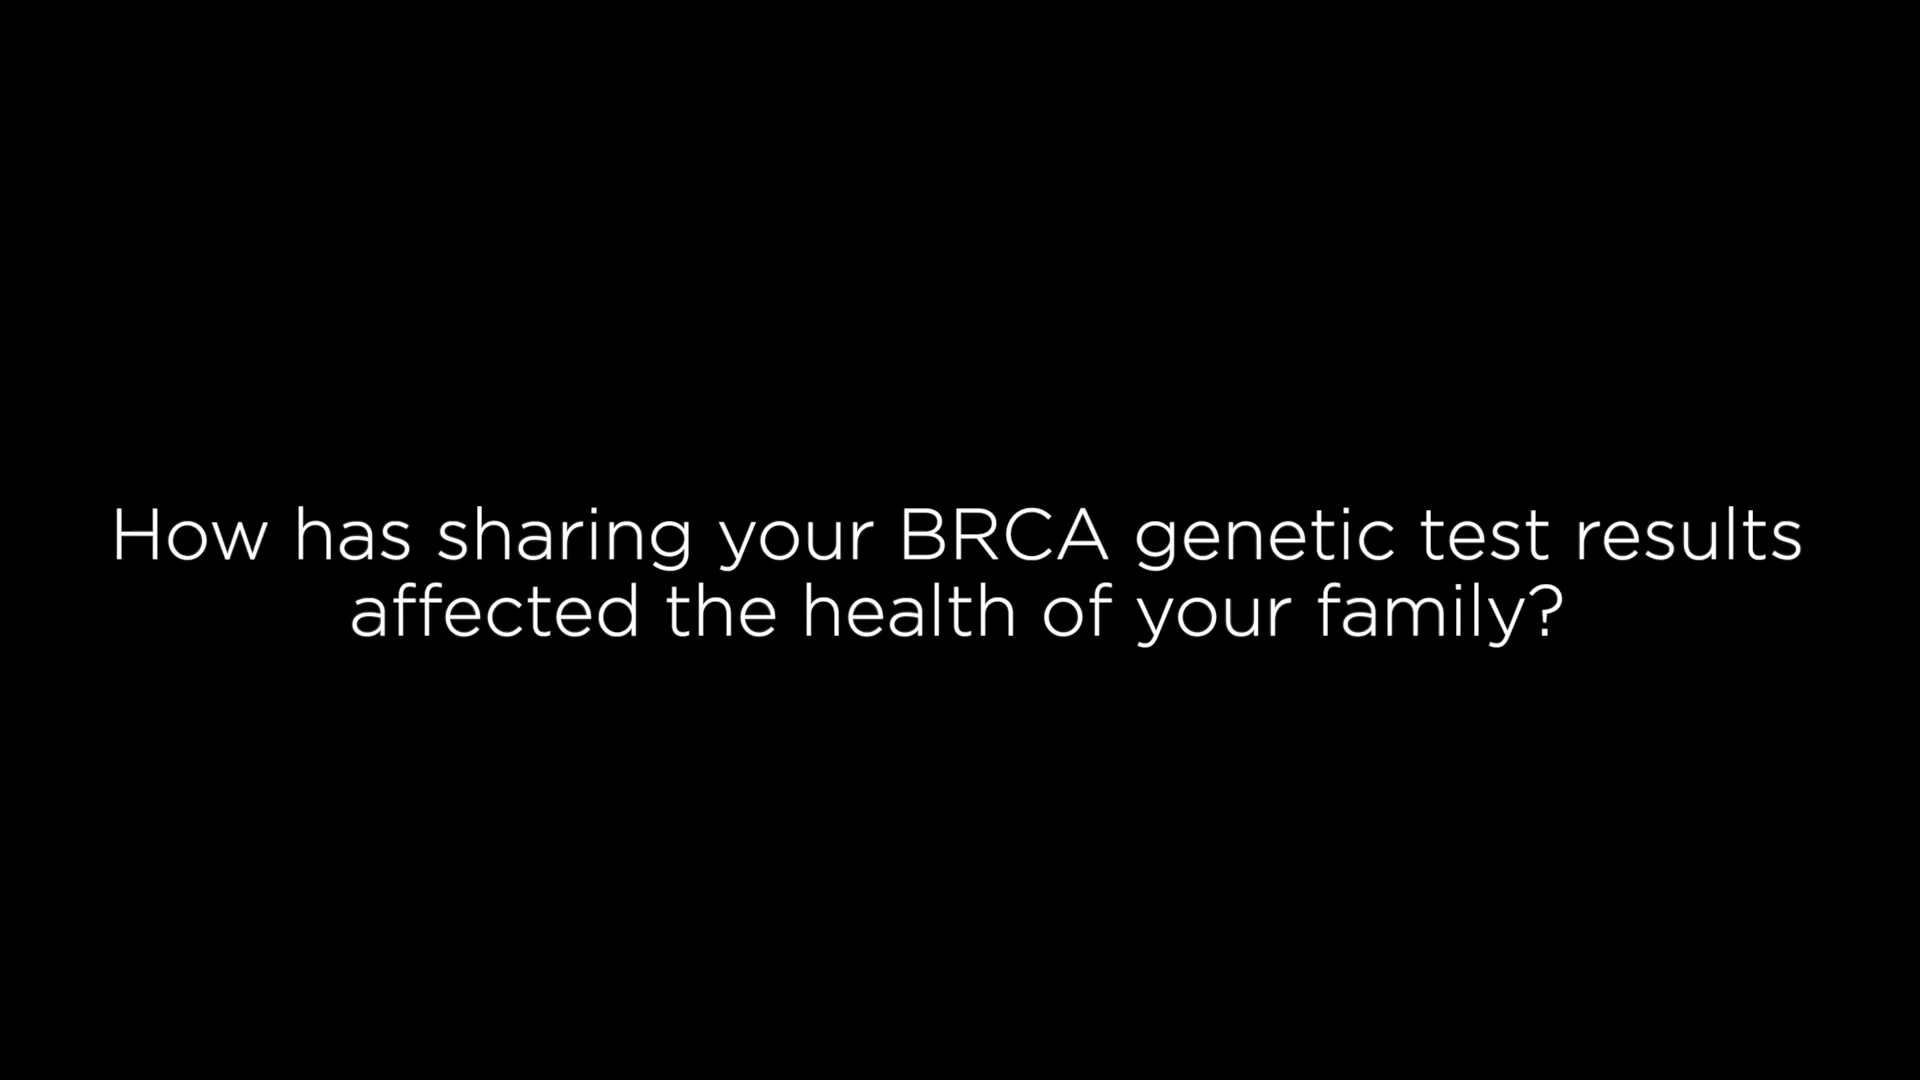 How has sharing your BRCA genetic test results
affected the health of your family?